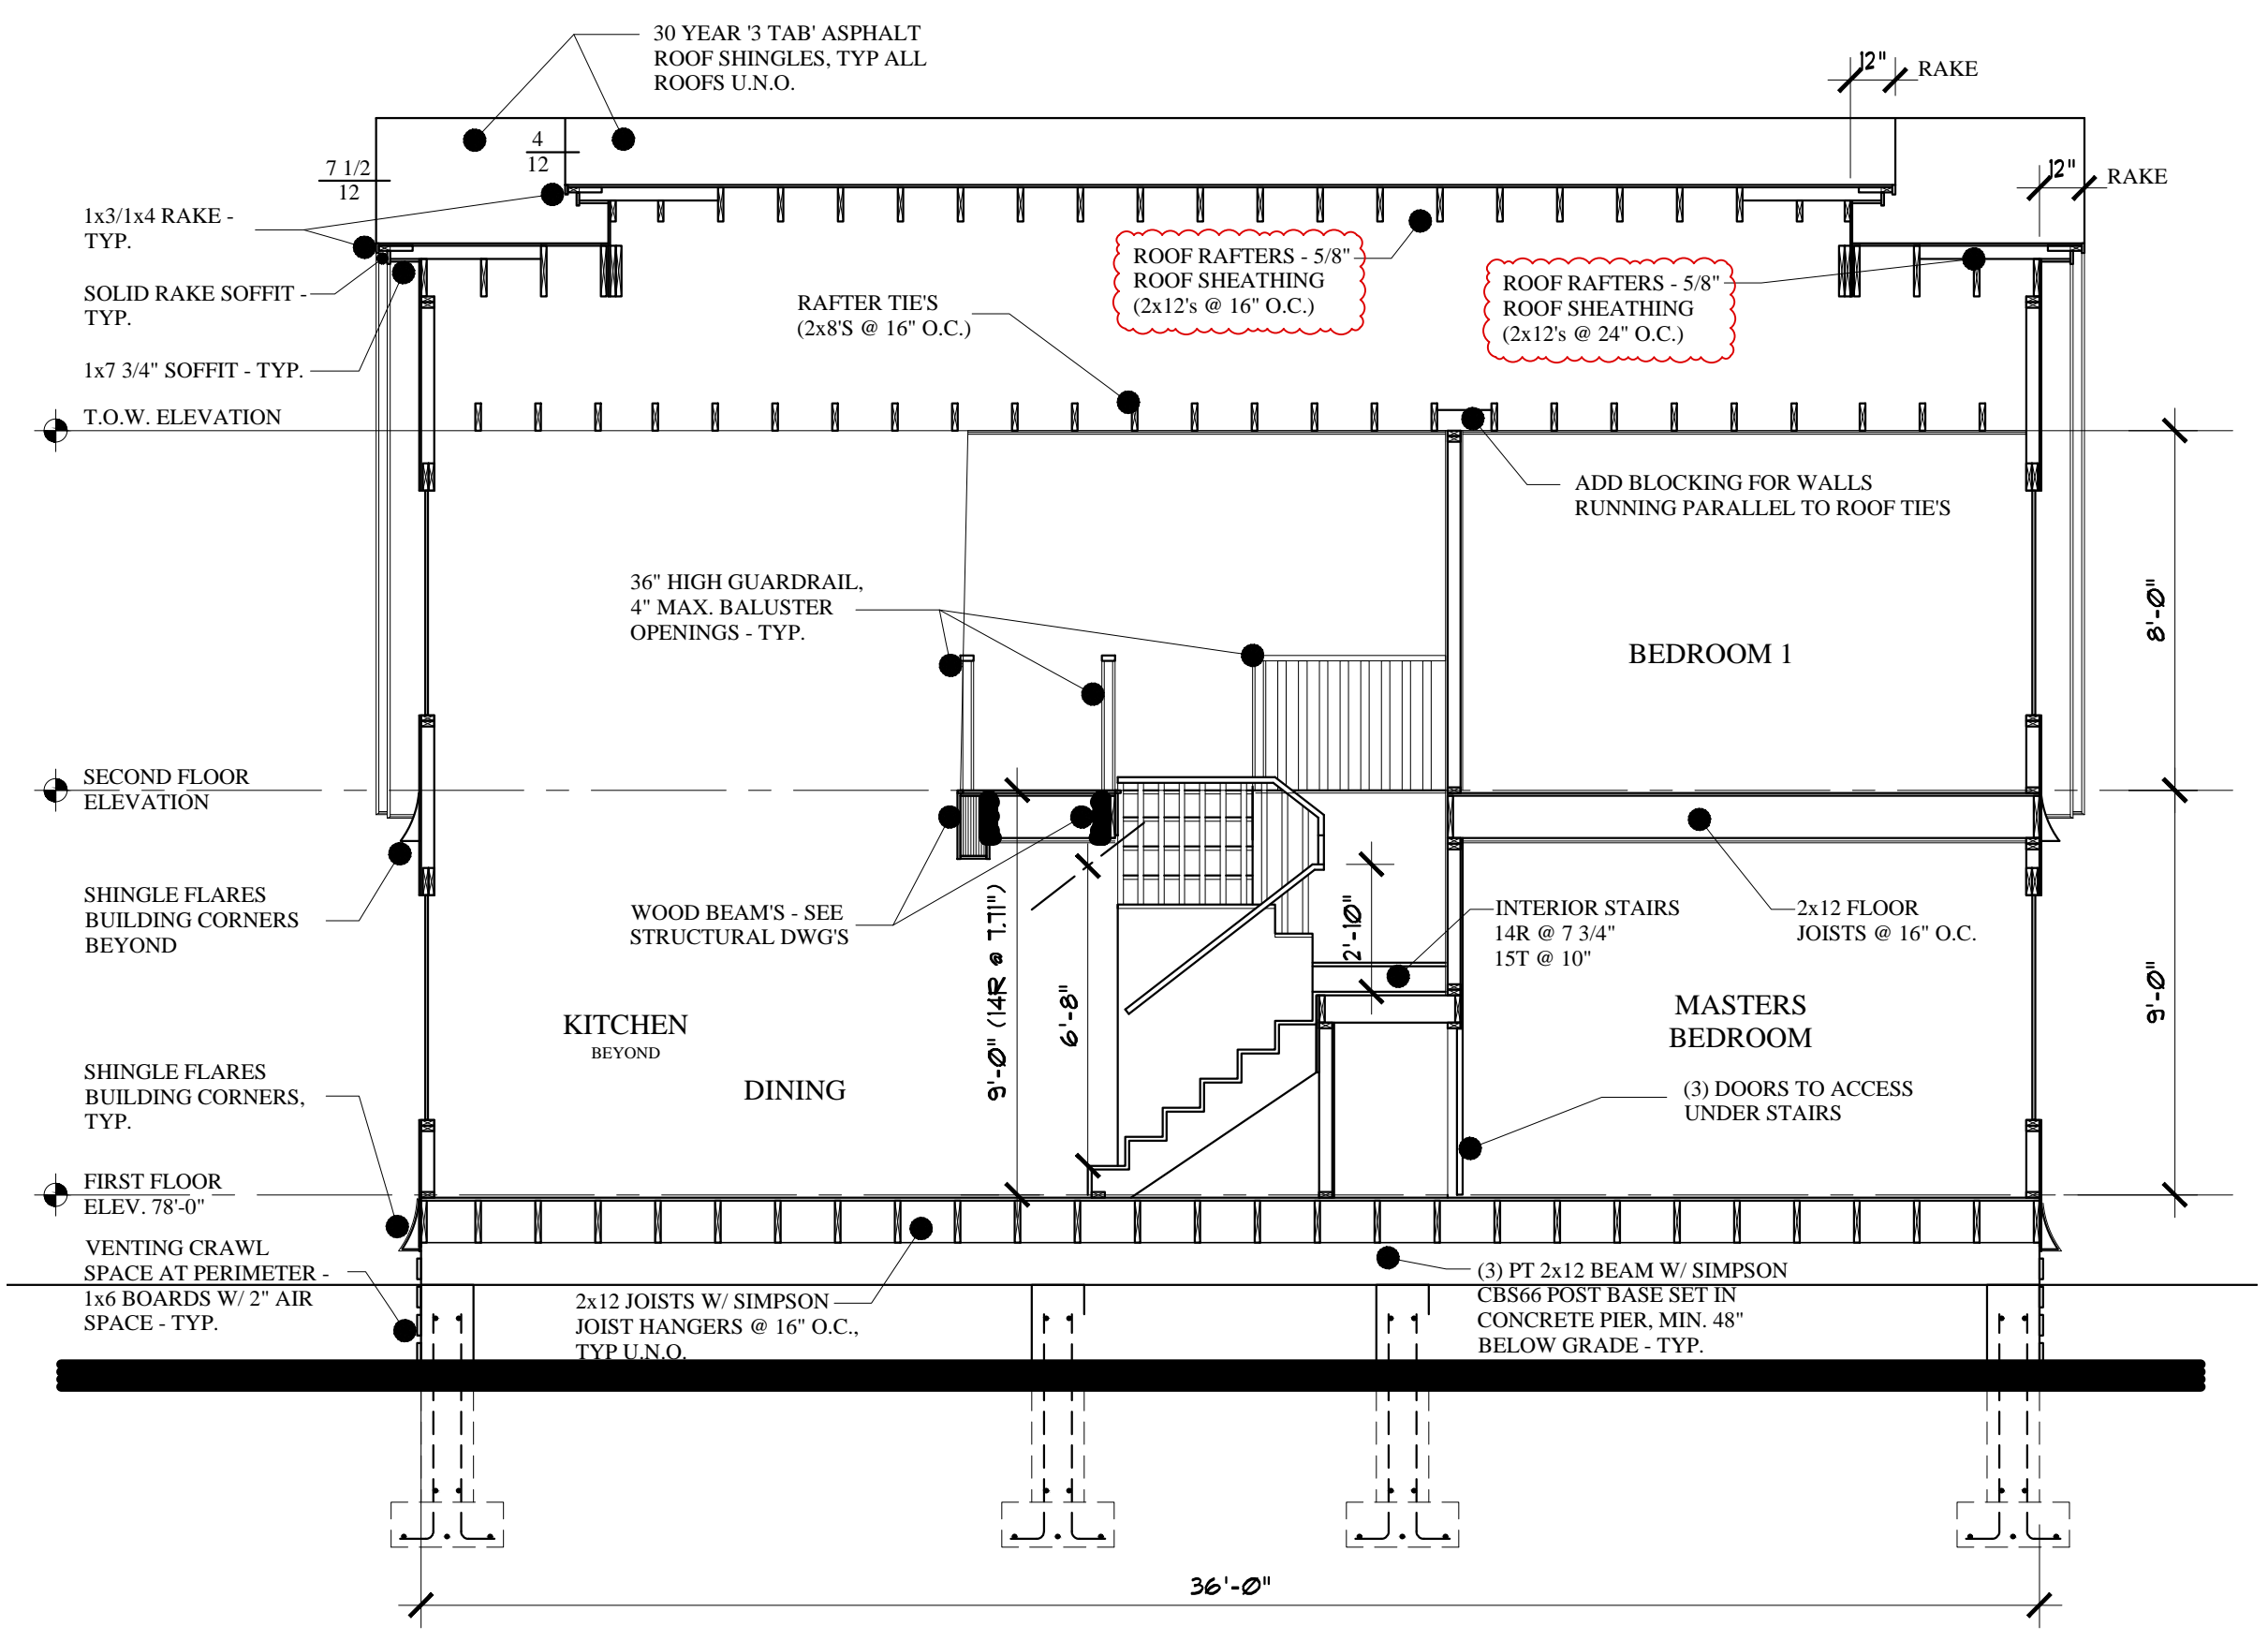 30 YEAR '3 TAB' ASPHALT
ROOF SHINGLES, TYP ALL
ROOFS U.N.O.
12"
RAKE
12"
RAKE
4
12
7 1/2
12
1x3/1x4 RAKE -
TYP.
SOLID RAKE SOFFIT -
TYP.
1x7 3/4" SOFFIT - TYP.
T.O.W. ELEVATION
RAFTER TIE'S
(2x8'S @ 16" O.C.)
ROOF RAFTERS - 5/8"
ROOF SHEATHING
(2x12's @ 16" O.C.)
ROOF RAFTERS - 5/8"
ROOF SHEATHING
(2x12's @ 24" O.C.)
ADD BLOCKING FOR WALLS
RUNNING PARALLEL TO ROOF TIE'S
36" HIGH GUARDRAIL,
4" MAX. BALUSTER
OPENINGS - TYP.
BEDROOM 1
8'-0"
SECOND FLOOR
ELEVATION
SHINGLE FLARES
BUILDING CORNERS
BEYOND
WOOD BEAM'S - SEE
STRUCTURAL DWG'S
9'-0" (14R @ 7.71")
6'-8"
2'-10"
INTERIOR STAIRS
14R @ 7 3/4"
15T @ 10"
2x12 FLOOR
JOISTS @ 16" O.C.
9'-0"
KITCHEN
BEYOND
DINING
MASTERS
BEDROOM
(3) DOORS TO ACCESS
UNDER STAIRS
SHINGLE FLARES
BUILDING CORNERS,
TYP.
FIRST FLOOR
ELEV. 78'-0"
VENTING CRAWL
SPACE AT PERIMETER -
1x6 BOARDS W/ 2" AIR
SPACE - TYP.
2x12 JOISTS W/ SIMPSON
JOIST HANGERS @ 16" O.C.,
TYP U.N.O.
(3) PT 2x12 BEAM W/ SIMPSON
CBS66 POST BASE SET IN
CONCRETE PIER, MIN. 48"
BELOW GRADE - TYP.
36'-0"